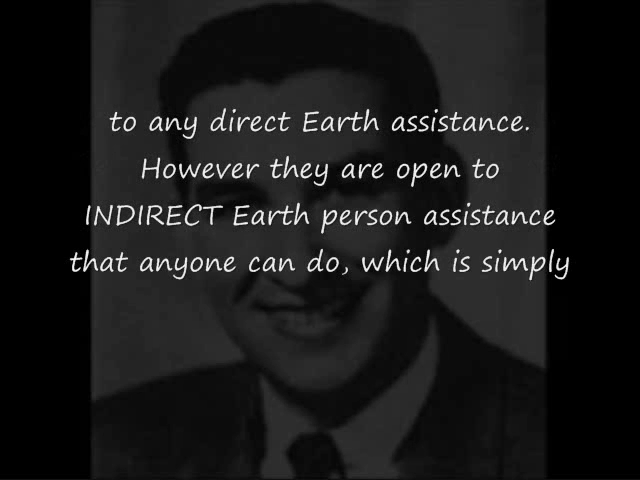 to any direct Earth assistance.
However they are open to
INDIRECT Earth person assistance
that anyone can do, which is simply